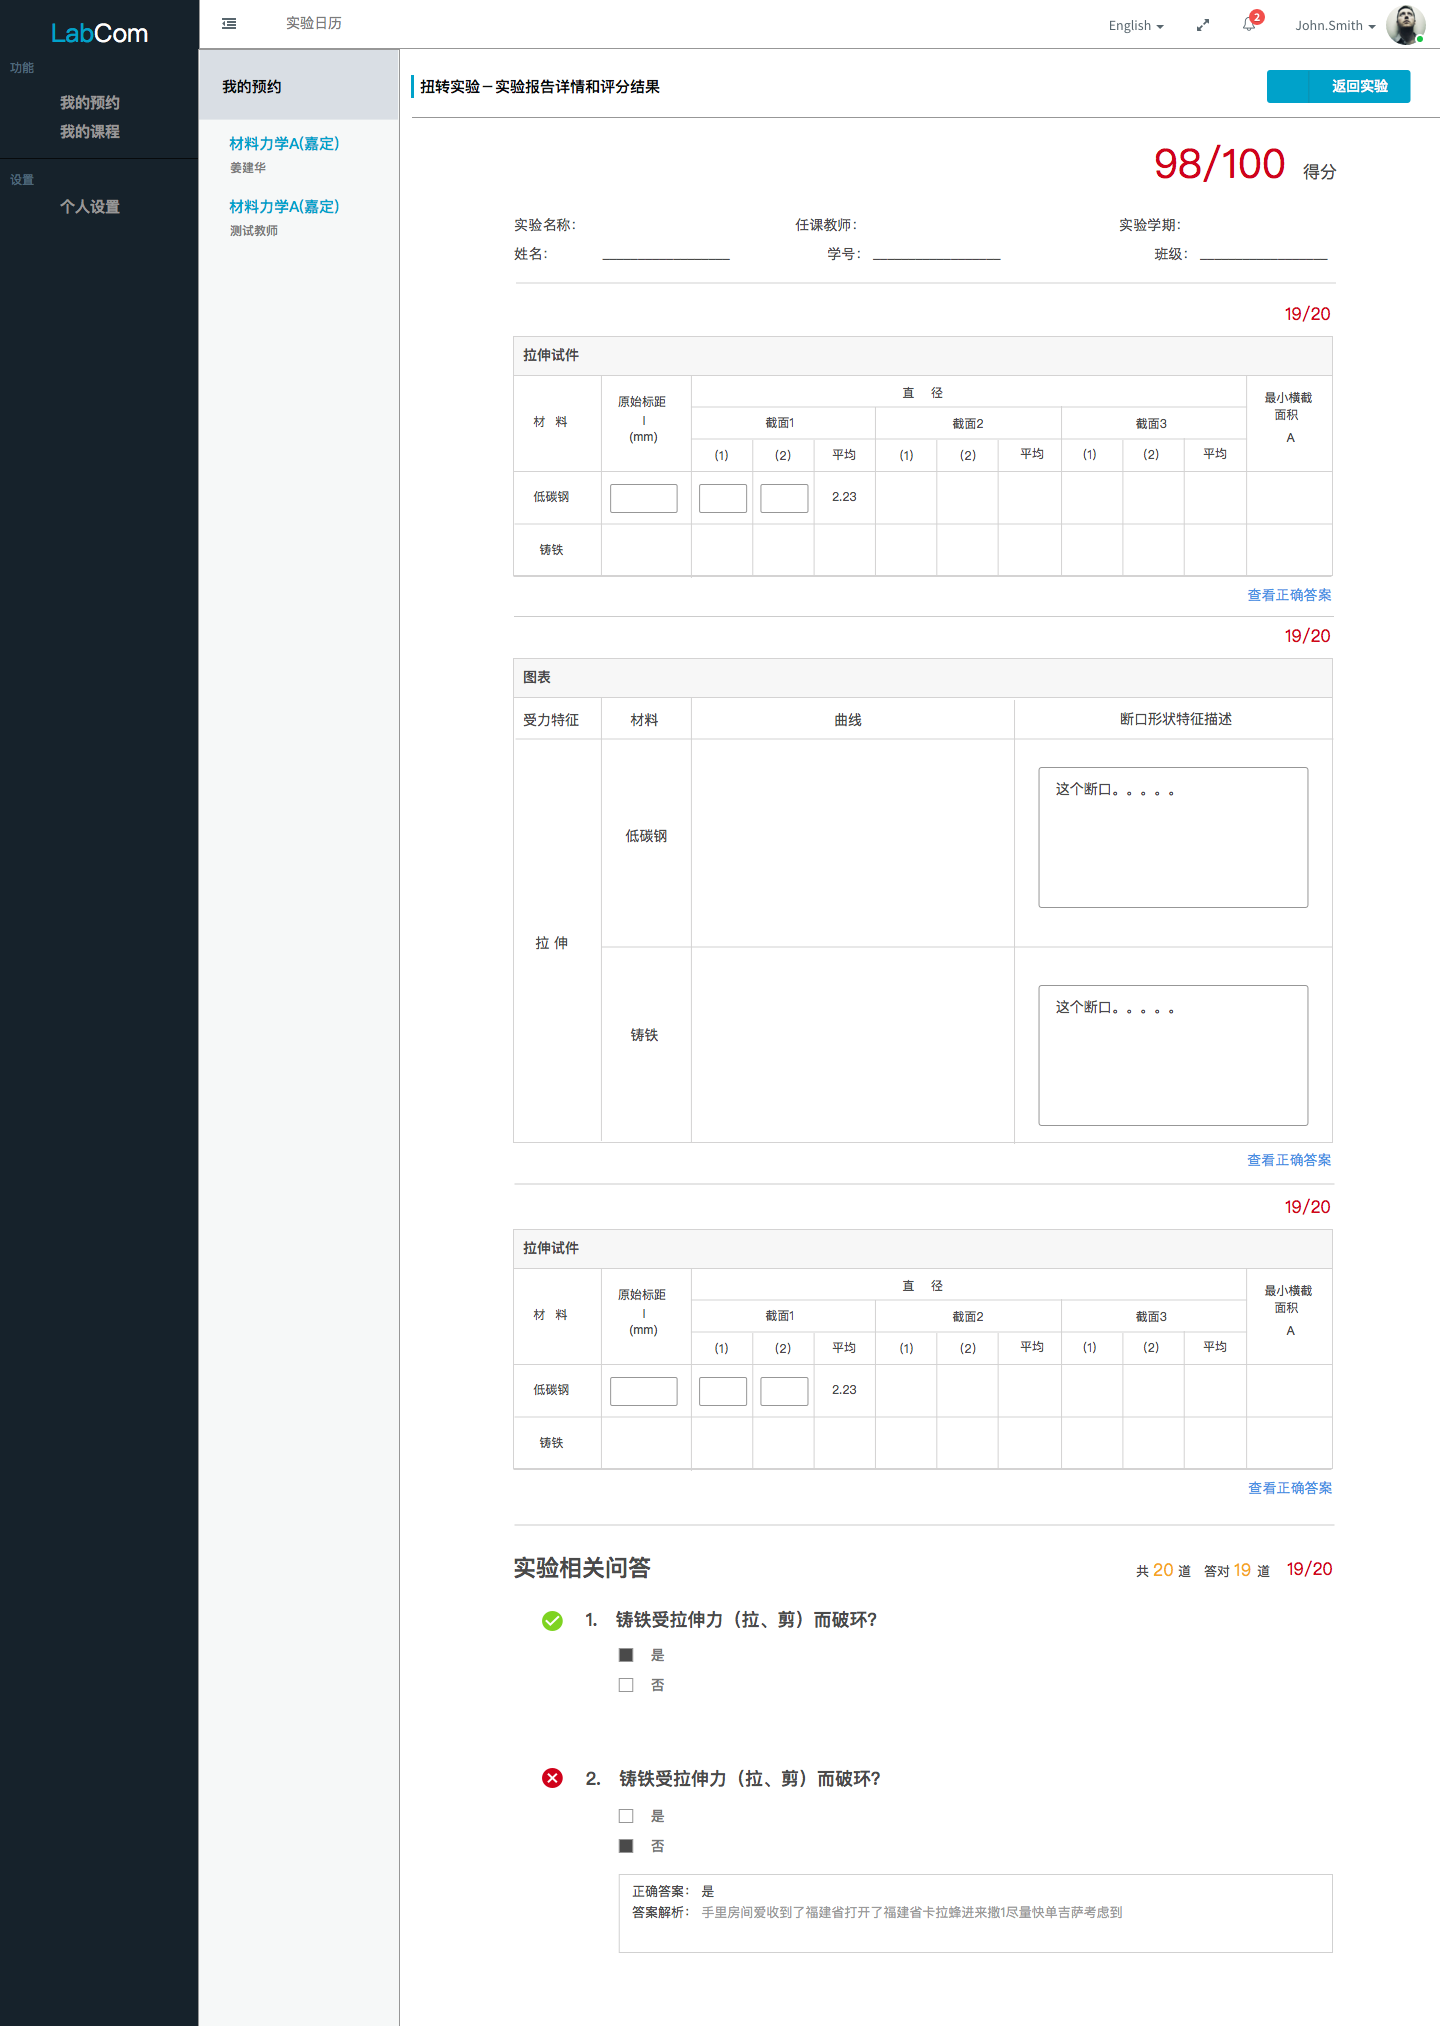 LabCom
功能
我的预约
我的课程
设置
个人设置
实验日历
English
2
John.Smith
我的预约
材料力学A(嘉定)
姜建华
材料力学A(嘉定)
测试教师
扭转实验－实验报告详情和评分结果
返回实验
98/100 得分
实验名称： 任课教师： 实验学期：
姓名： 学号： 班级：
19/20
拉伸试件
材 料
原始标距
l
(mm)
直 径
截面1 截面2 截面3
(1) (2) 平均 (1) (2) 平均 (1) (2) 平均
最小横截
面积
A
低碳钢 2.23
铸铁
查看正确答案
19/20
图表
受力特征 材料 曲线 断口形状特征描述
拉 伸
低碳钢
这个断口。。。。。
铸铁
这个断口。。。。。
查看正确答案
19/20
拉伸试件
材 料
原始标距
l
(mm)
直 径
截面1 截面2 截面3
(1) (2) 平均 (1) (2) 平均 (1) (2) 平均
最小横截
面积
A
低碳钢 2.23
铸铁
查看正确答案
实验相关问答 共 20 道 答对 19 道 19/20
1. 铸铁受拉伸力（拉、剪）而破环?
是
否
2. 铸铁受拉伸力（拉、剪）而破环?
是
否
正确答案： 是
答案解析： 手里房间爱收到了福建省打开了福建省卡拉蜂进来撒1尽量快单吉萨考虑到